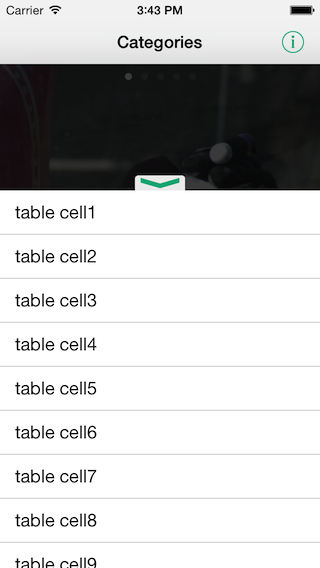 Carrier 3:43 PM
Categories
table cell1
table cell2
table cell3
table cell4
table cell5
table cell6
table cell7
table cell8
table cell9